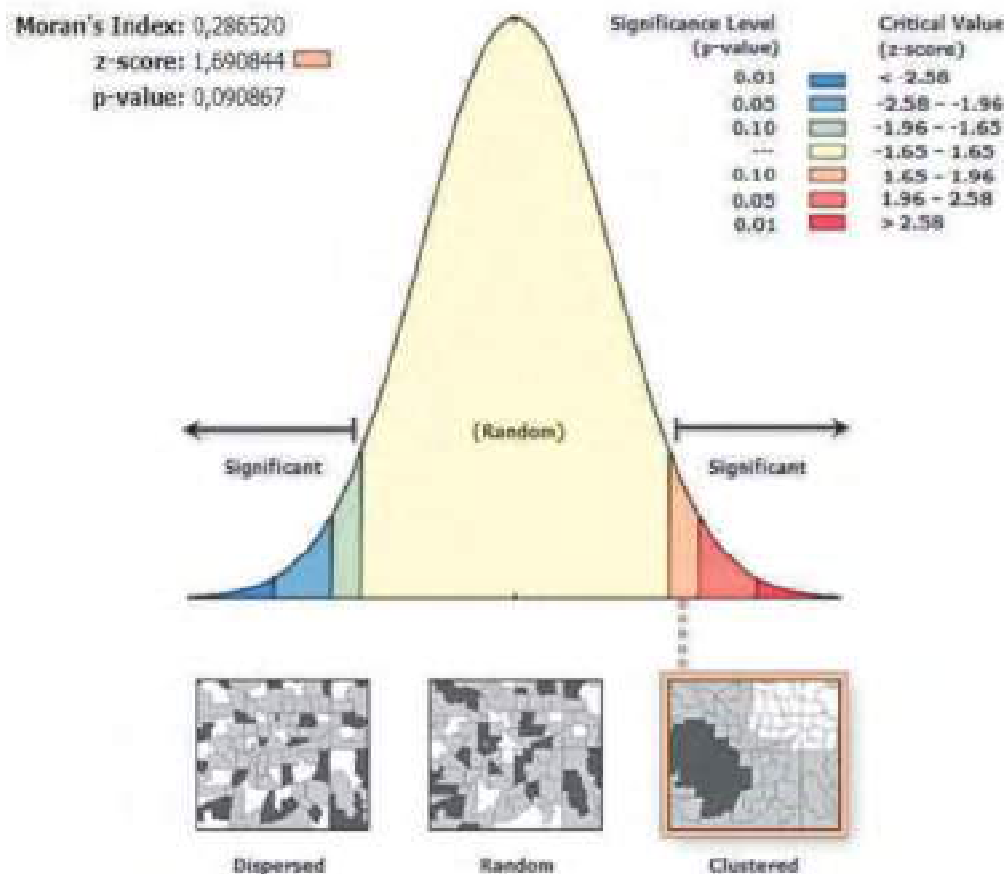 Moran's Index: 0,286520
z-score: 1,690844
p-value: 0,090867
Significance Level
(p-value)
Critical Value
(z-score)
0.01 < -2.58
0.05 -2.58 - -1.96
0.10 -1.96 - -1.65
--- -1.65 - 1.65
0.10 1.65 - 1.96
0.05 1.96 - 2.58
0.01 > 2.58
(Random)
Significant
Significant
Dispersed
Random
Clustered